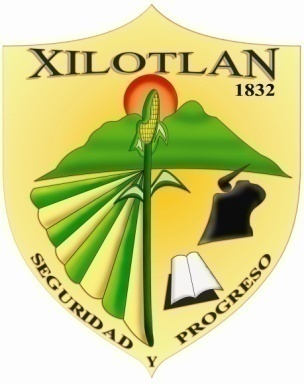 XILOTLAN
1832
SEGURIDAD Y PROGRESO